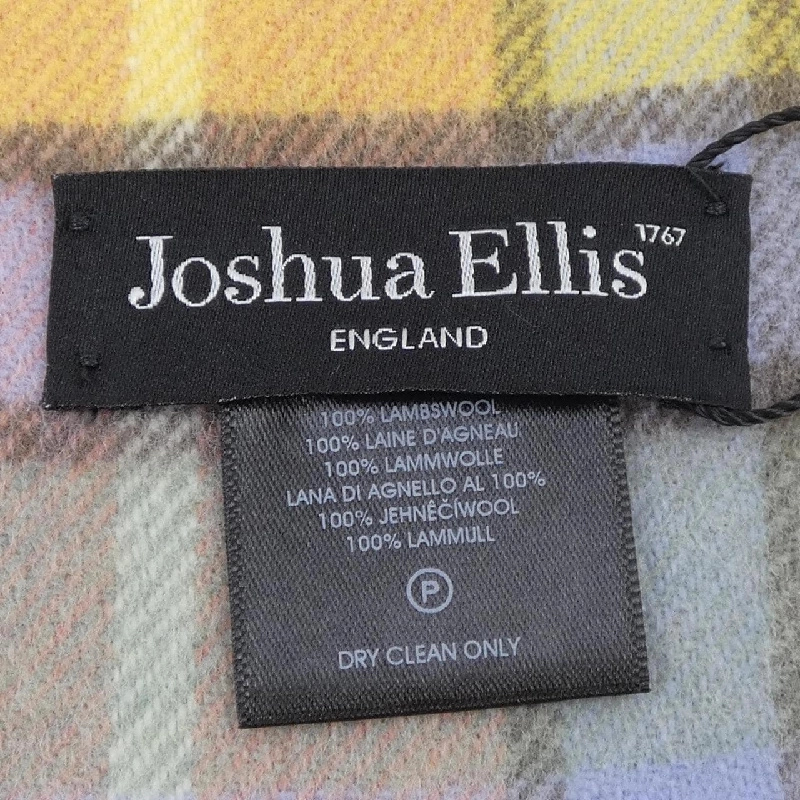 Joshua Ellis 1767
ENGLAND
100% LAMBSWOOL
100% LAINE D'AGNEAU
100% LAMMWOLLE
LANA DI AGNELLO AL 100%
100% JEHNĚČÍWOOL
100% LAMMULL
P
DRY CLEAN ONLY